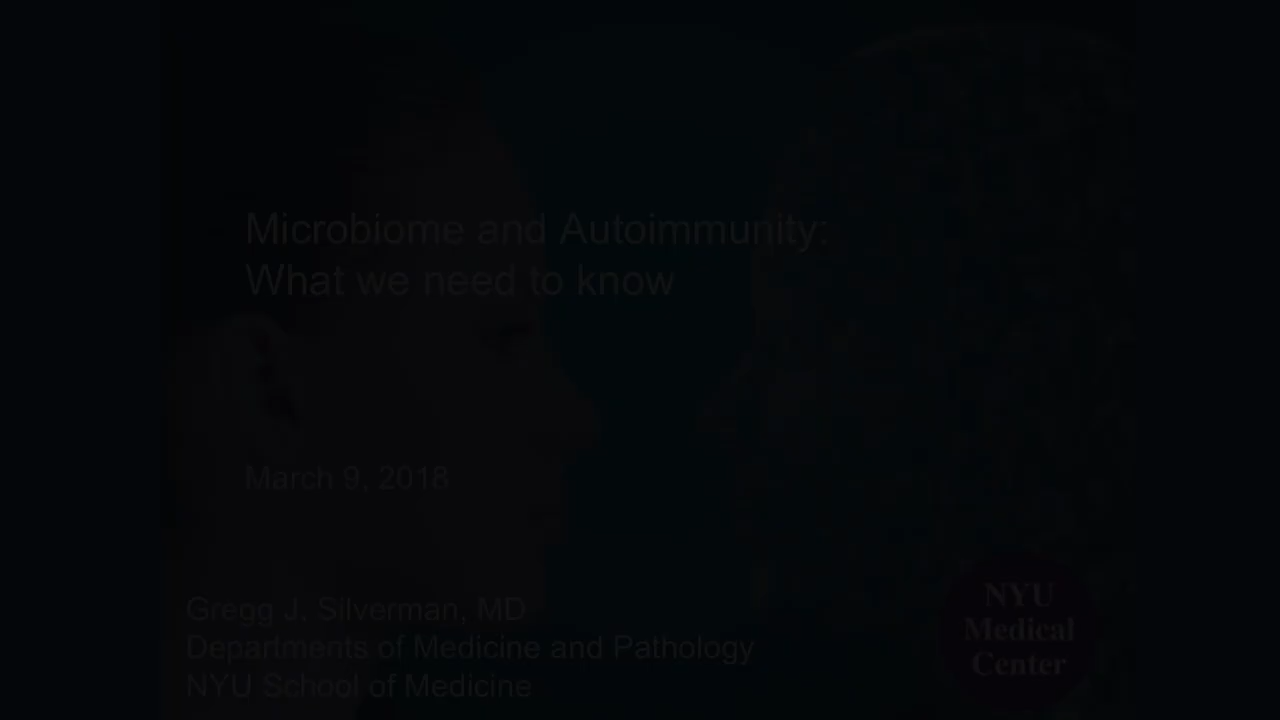 Microbiome and Autoimmunity:
What we need to know
March 9, 2018
Gregg J. Silverman, MD
Departments of Medicine and Pathology
NYU School of Medicine
NYU
Medical
Center